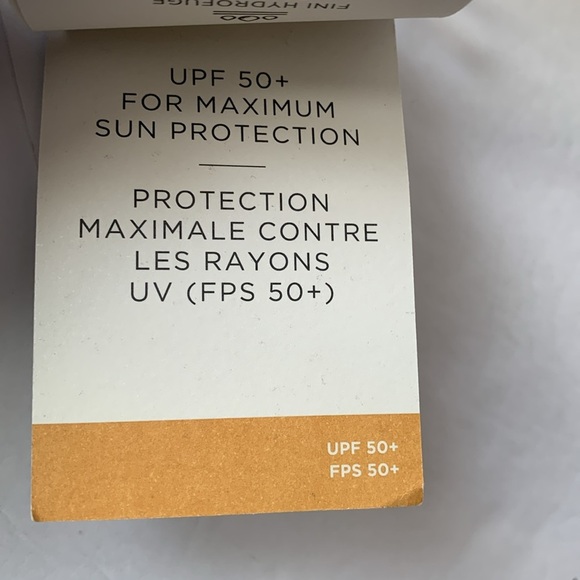 FINI HYDROFUGE
UPF 50+
FOR MAXIMUM
SUN PROTECTION
PROTECTION
MAXIMALE CONTRE
LES RAYONS
UV (FPS 50+)
UPF 50+
FPS 50+